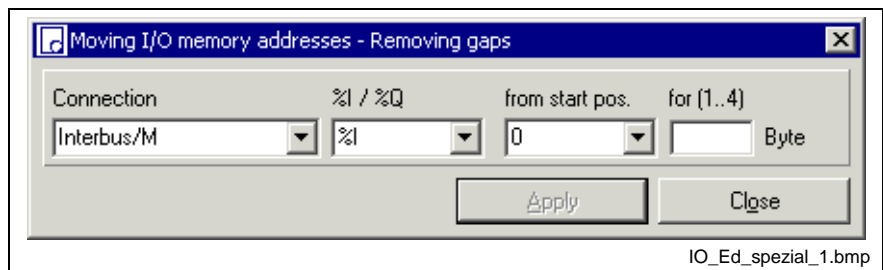 Moving I/O memory addresses - Removing gaps
Connection %I / %Q from start pos. for (1..4)
Interbus/M %I 0 Byte
Apply Close
IO_Ed_spezial_1.bmp